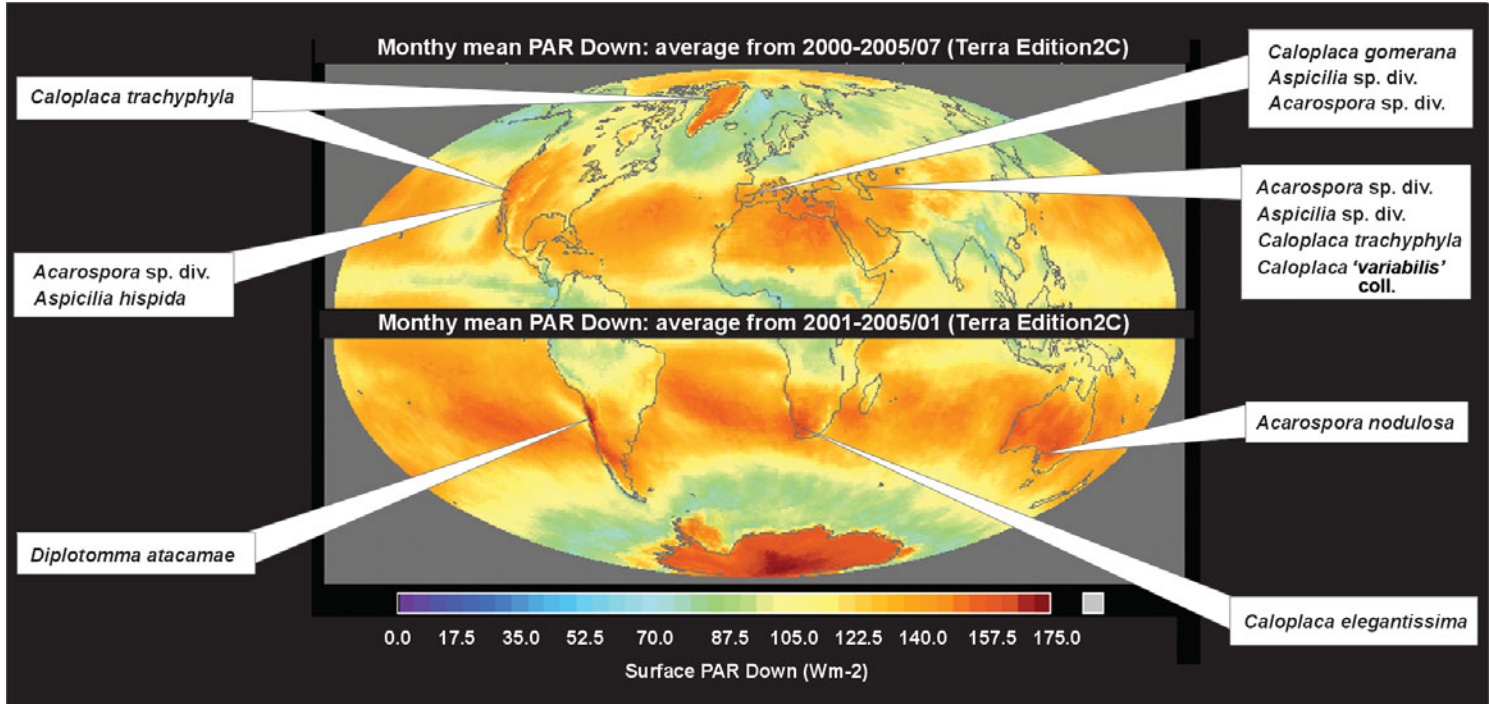 Monthy mean PAR Down: average from 2000-2005/07 (Terra Edition2C)
Caloplaca trachyphyla
Caloplaca gomerana
Aspicilia sp. div.
Acarospora sp. div.
Acarospora sp. div.
Aspicilia sp. div.
Caloplaca trachyphyla
Caloplaca 'variabilis'
coll.
Acarospora sp. div.
Aspicilia hispida
Monthy mean PAR Down: average from 2001-2005/01 (Terra Edition2C)
Acarospora nodulosa
Diplotomma atacamae
Caloplaca elegantissima
0.0 17.5 35.0 52.5 70.0 87.5 105.0 122.5 140.0 157.5 175.0
Surface PAR Down (Wm-2)